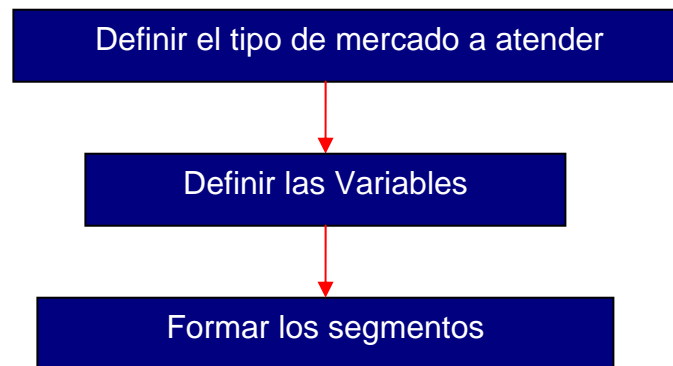 Definir el tipo de mercado a atender
Definir las Variables
Formar los segmentos